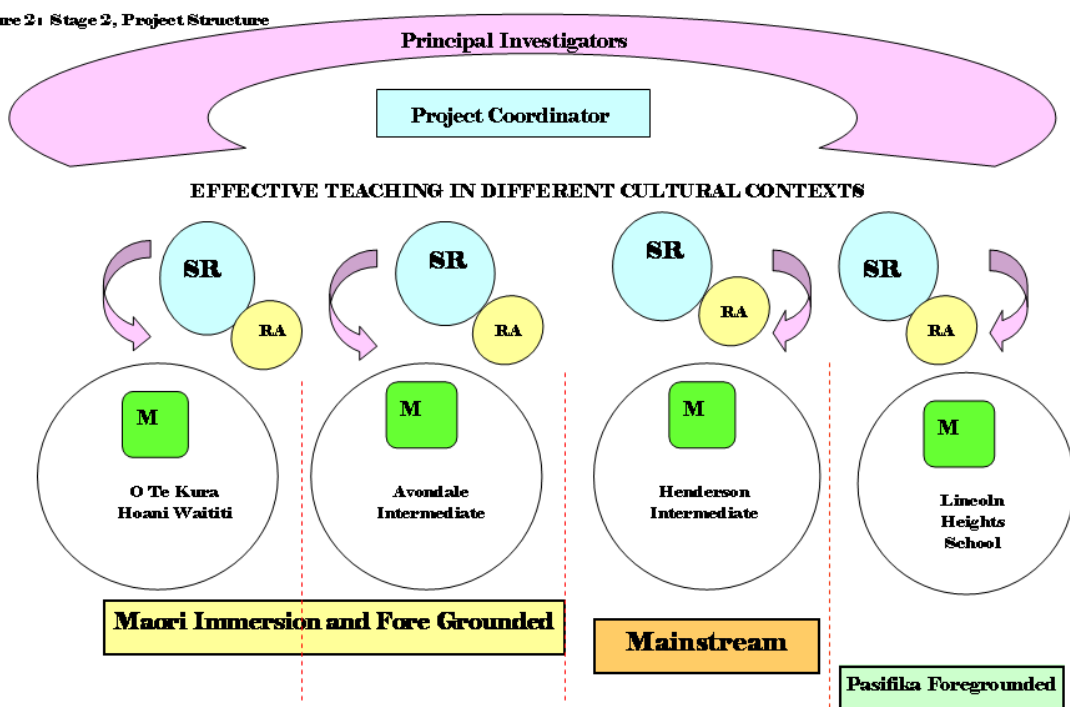 ure 2: Stage 2, Project Structure
Principal Investigators
Project Coordinator
EFFECTIVE TEACHING IN DIFFERENT CULTURAL CONTEXTS
SR
RA
SR
RA
SR
RA
SR
RA
M
O Te Kura
Hoani Waititi
M
Avondale
Intermediate
M
Henderson
Intermediate
M
Lincoln
Heights
School
Maori Immersion and Fore Grounded
Mainstream
Pasifika Foregrounded